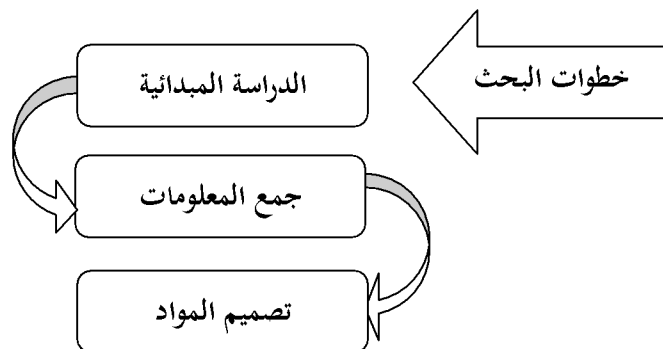 خطوات البحث
الدراسة المبدائية
جمع المعلومات
تصميم المواد